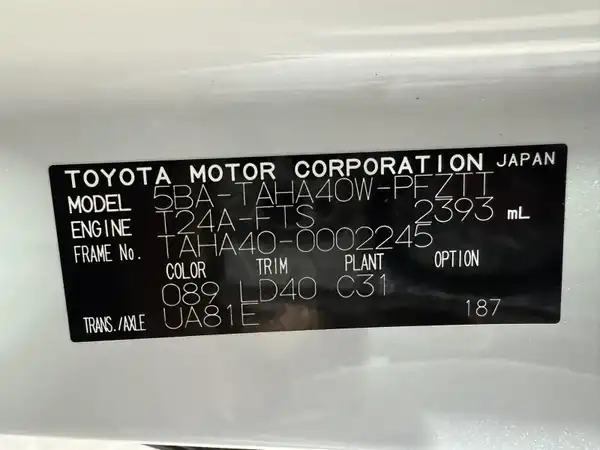 TOYOTA MOTOR CORPORATION JAPAN
MODEL 5BA-TAHA40W-PFZTT
ENGINE T24A-FTS 2393 mL
FRAME No. TAHA40-0002245
COLOR TRIM PLANT OPTION
089 LD40 C31
TRANS./AXLE UA81E 187